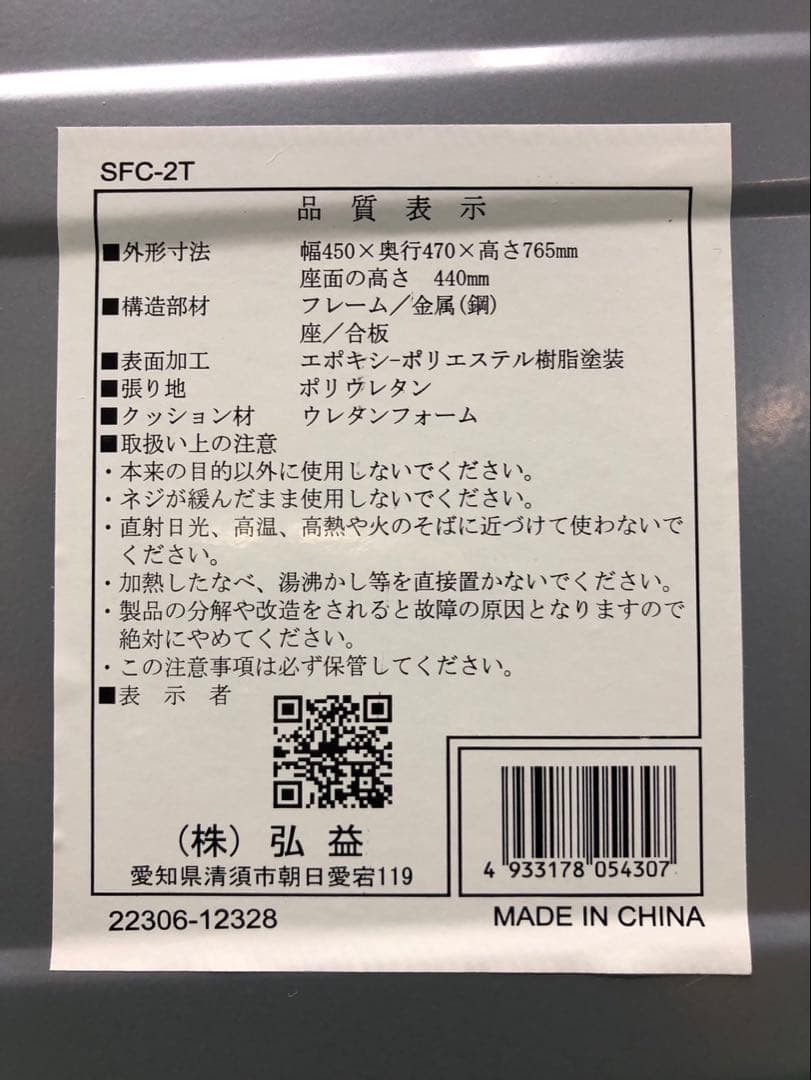 SFC-2T
品 質 表 示
■外形寸法 幅450×奥行470×高さ765mm
座面の高さ 440mm
■構造部材 フレーム／金属(鋼)
座／合板
■表面加工 エポキシ-ポリエステル樹脂塗装
■張り地 ポリウレタン
■クッション材 ウレタンフォーム
■取扱い上の注意
・本来の目的以外に使用しないでください。
・ネジが緩んだまま使用しないでください。
・直射日光、高温、高熱や火のそばに近づけて使わないで
ください。
・加熱したなべ、湯沸かし等を直接置かないでください。
・製品の分解や改造をされると故障の原因となりますので
絶対にやめてください。
・この注意事項は必ず保管してください。
■表 示 者
(株) 弘 益
愛知県清須市朝日愛宕119
4 933178 054307
22306-12328
MADE IN CHINA